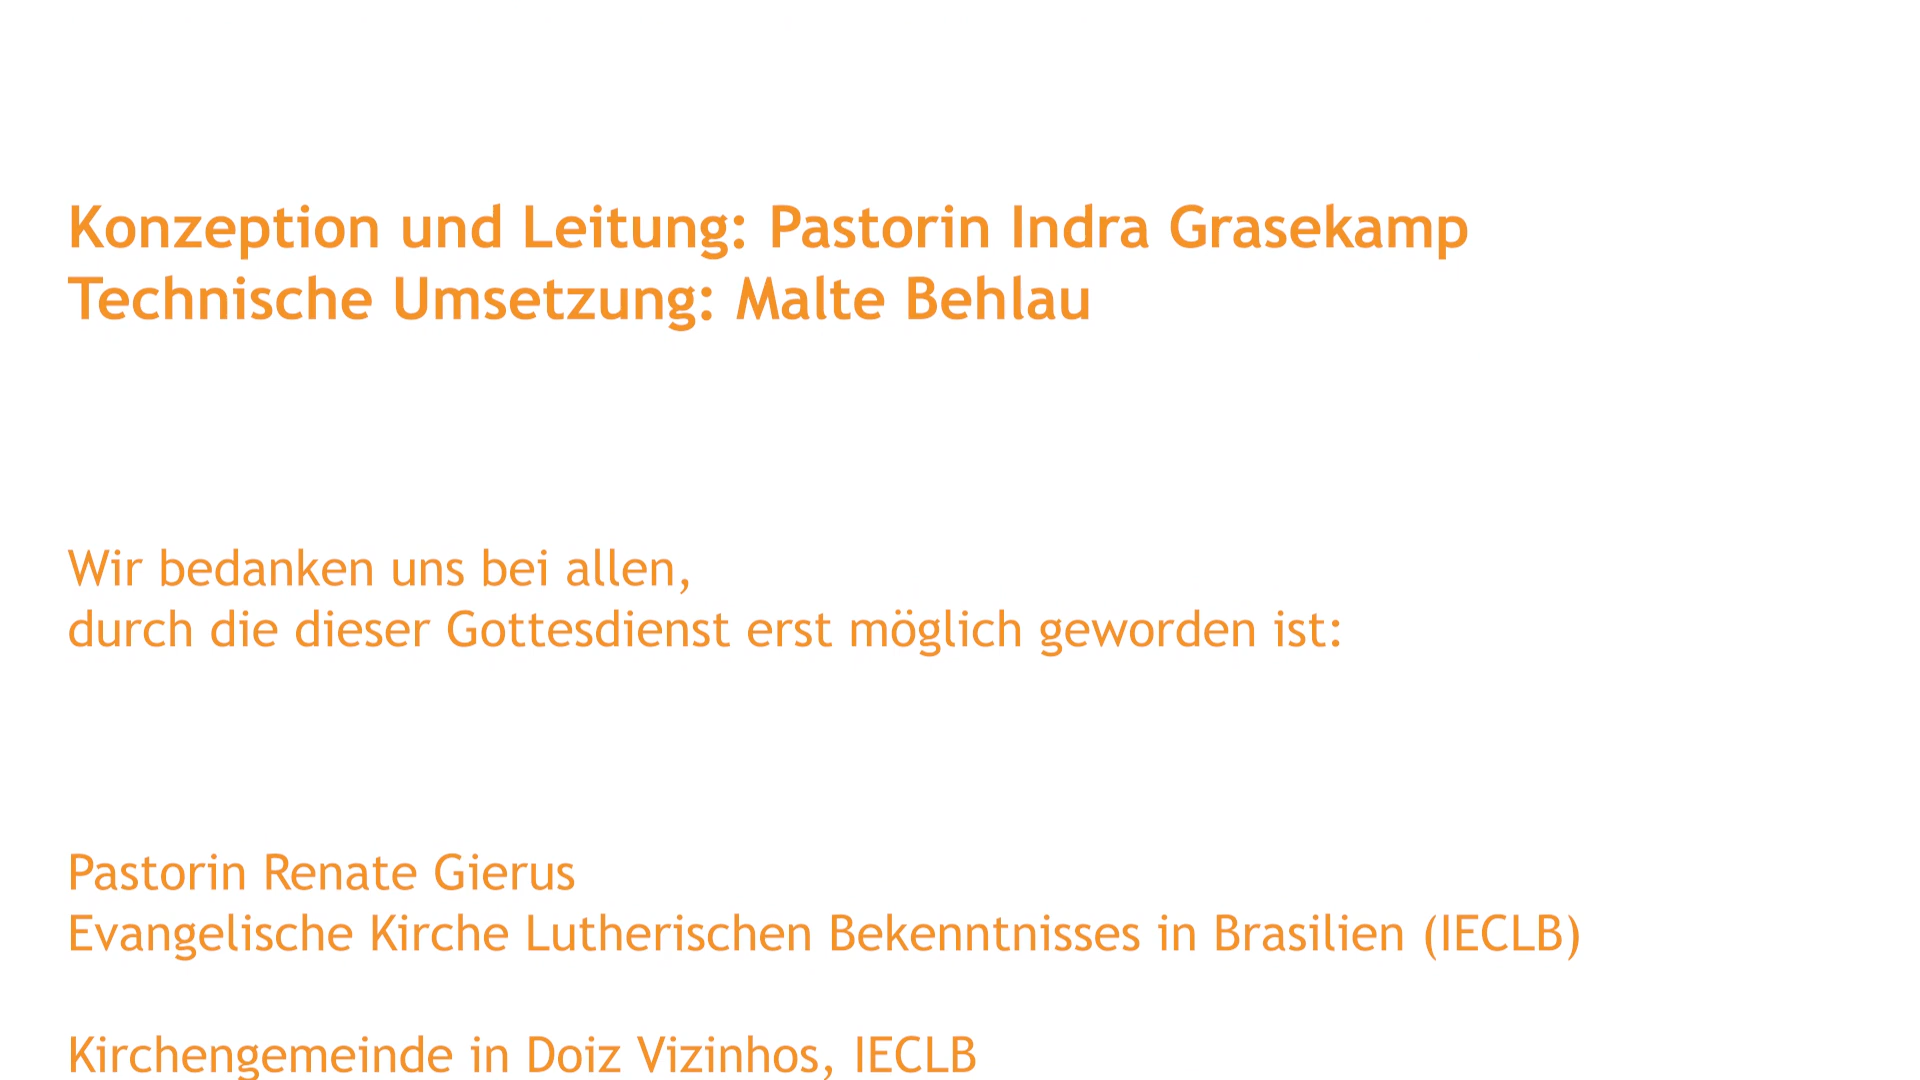 Konzeption und Leitung: Pastorin Indra Grasekamp
Technische Umsetzung: Malte Behlau
Wir bedanken uns bei allen,
durch die dieser Gottesdienst erst möglich geworden ist:
Pastorin Renate Gierus
Evangelische Kirche Lutherischen Bekenntnisses in Brasilien (IECLB)
Kirchengemeinde in Doiz Vizinhos, IECLB